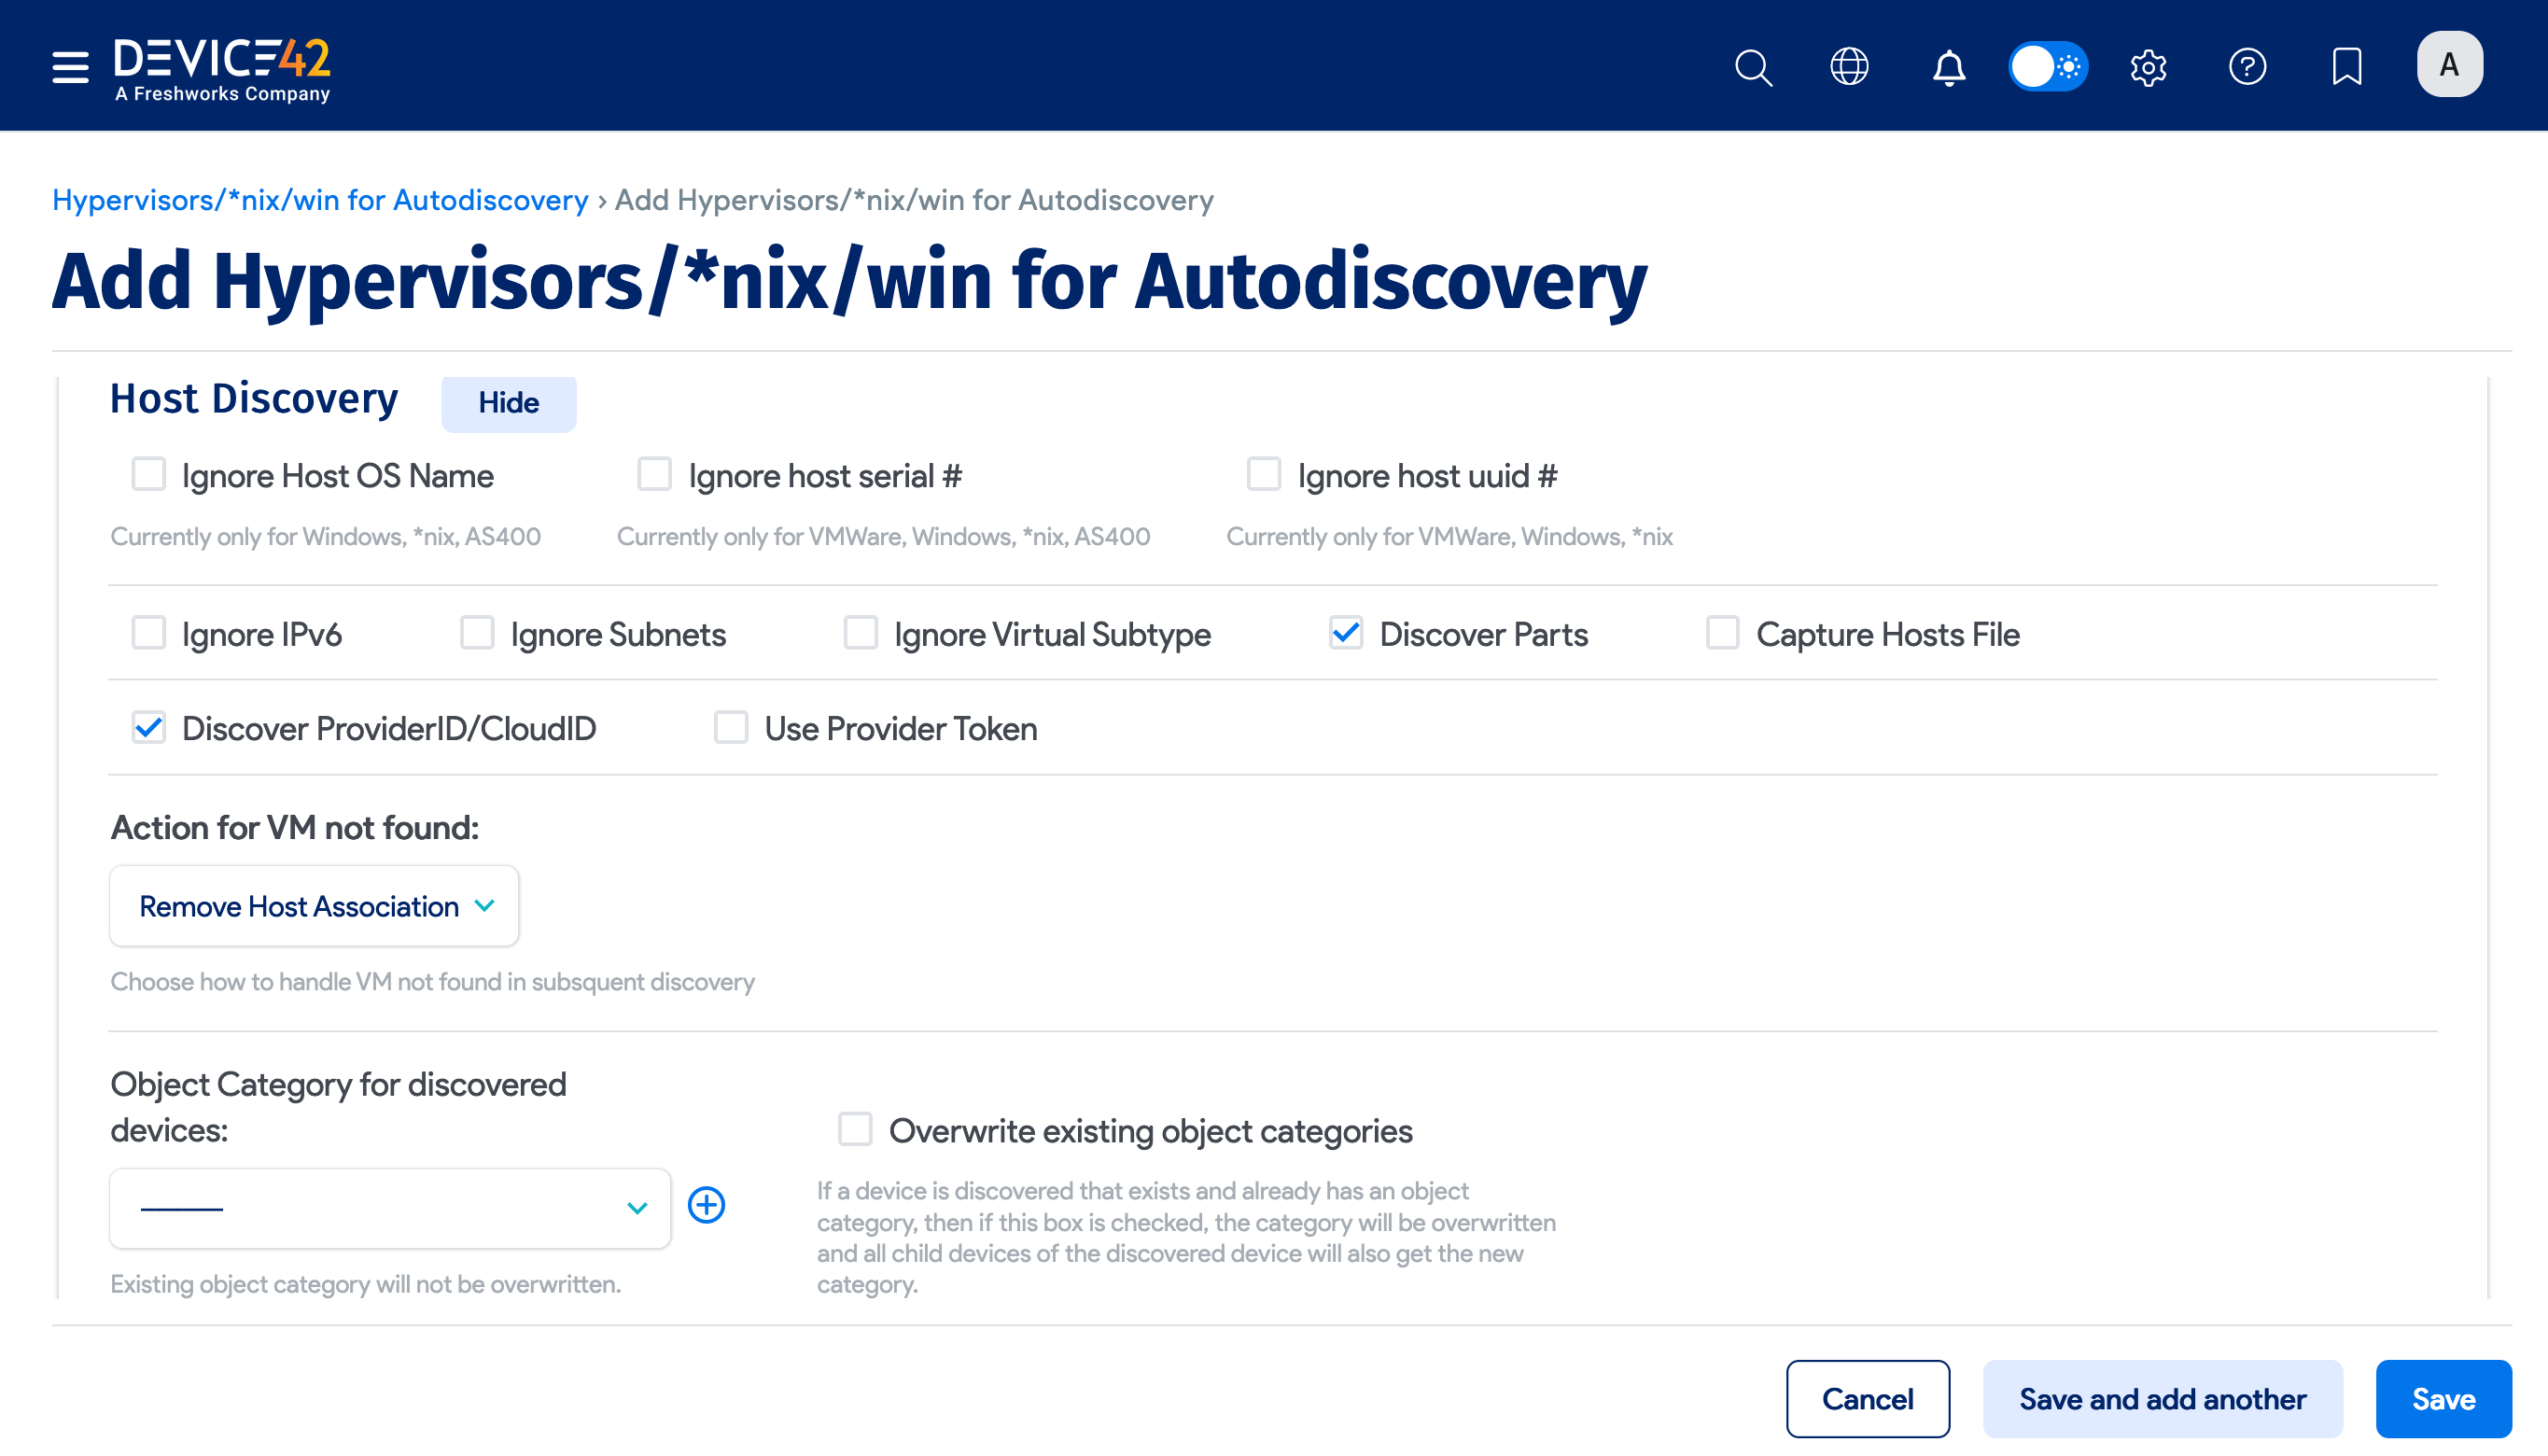 DEVICE42
A Freshworks Company
A
Hypervisors/*nix/win for Autodiscovery › Add Hypervisors/*nix/win for Autodiscovery
Add Hypervisors/*nix/win for Autodiscovery
Host Discovery Hide
Ignore Host OS Name Ignore host serial # Ignore host uuid #
Currently only for Windows, *nix, AS400 Currently only for VMWare, Windows, *nix, AS400 Currently only for VMWare, Windows, *nix
Ignore IPv6 Ignore Subnets Ignore Virtual Subtype Discover Parts Capture Hosts File
Discover ProviderID/CloudID Use Provider Token
Action for VM not found:
Remove Host Association
Choose how to handle VM not found in subsquent discovery
Object Category for discovered
devices:
Overwrite existing object categories
---------
If a device is discovered that exists and already has an object
category, then if this box is checked, the category will be overwritten
and all child devices of the discovered device will also get the new
category.
Existing object category will not be overwritten.
Cancel Save and add another Save